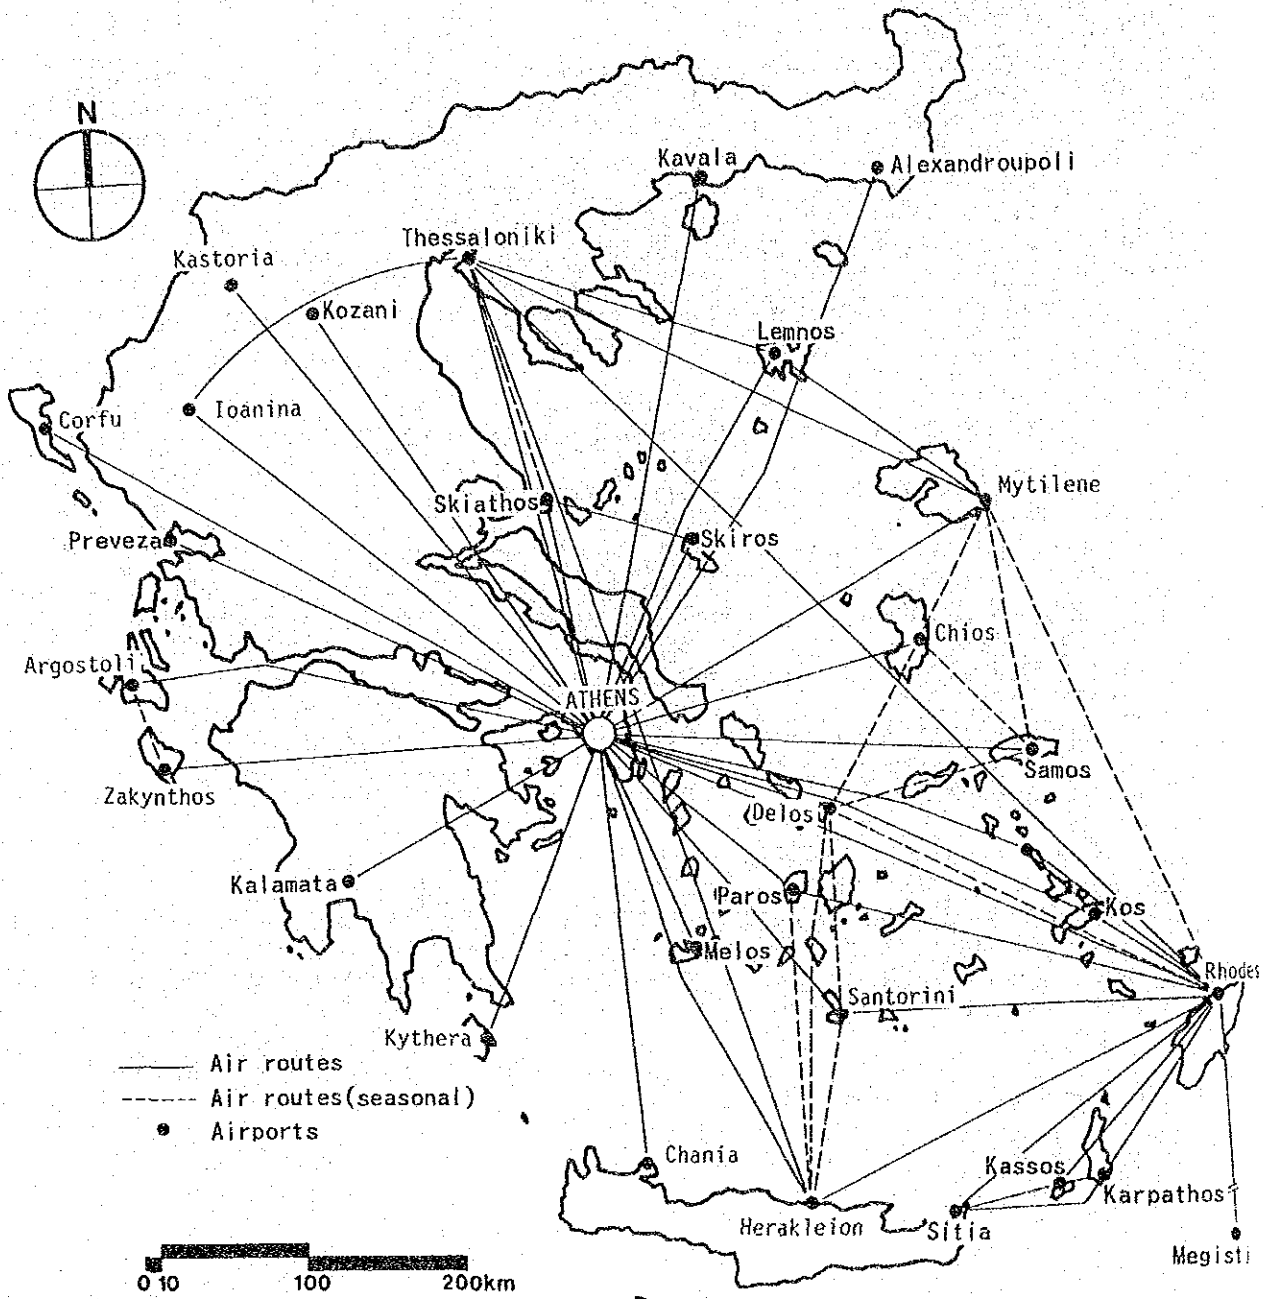 N
Kavala
Alexandroupoli
Thessaloniki
Kastoria
Kozani
Lemnos
Corfu
Ioanina
Mytilene
Skiathos
Skiros
Preveza
Chios
Argostoli
ATHENS
Samos
Zakynthos
Delos
Kalamata
Paros
Kos
Melos
Rhodes
Santorini
Kythera
Air routes
Air routes(seasonal)
Airports
Chania
Kassos
Karpathos
Herakleion
Sitia
Megisti
0 10 100 200km